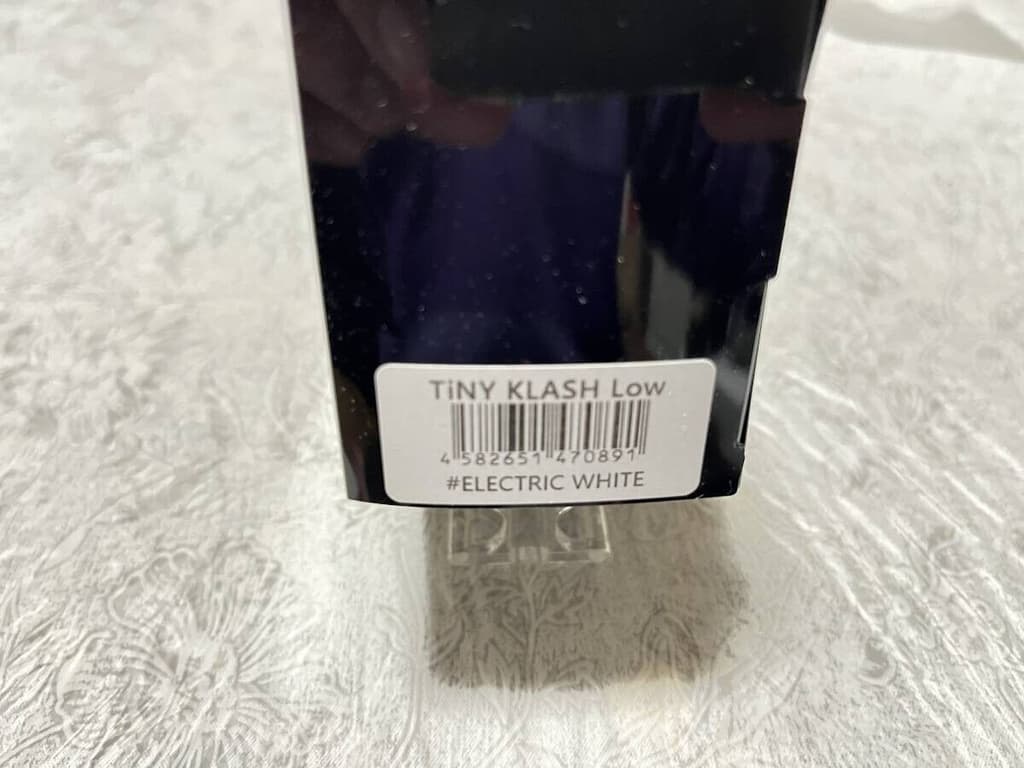 TiNY KLASH Low
4 582651 470891
#ELECTRIC WHITE